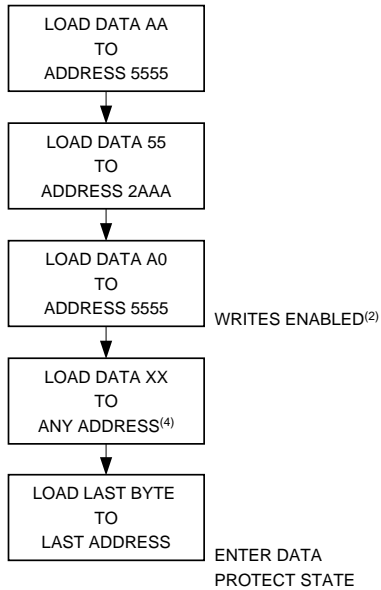 LOAD DATA AA
TO
ADDRESS 5555
LOAD DATA 55
TO
ADDRESS 2AAA
LOAD DATA A0
TO
ADDRESS 5555
WRITES ENABLED(2)
LOAD DATA XX
TO
ANY ADDRESS(4)
LOAD LAST BYTE
TO
LAST ADDRESS
ENTER DATA
PROTECT STATE